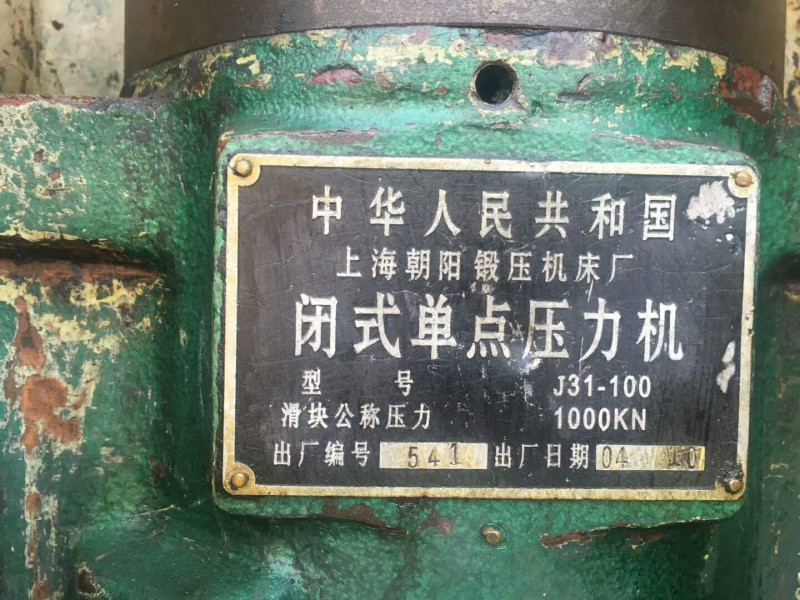 中华人民共和国
上海朝阳锻压机床厂
闭式单点压力机
型号 J31-100
滑块公称压力 1000KN
出厂编号 541 出厂日期 04 10